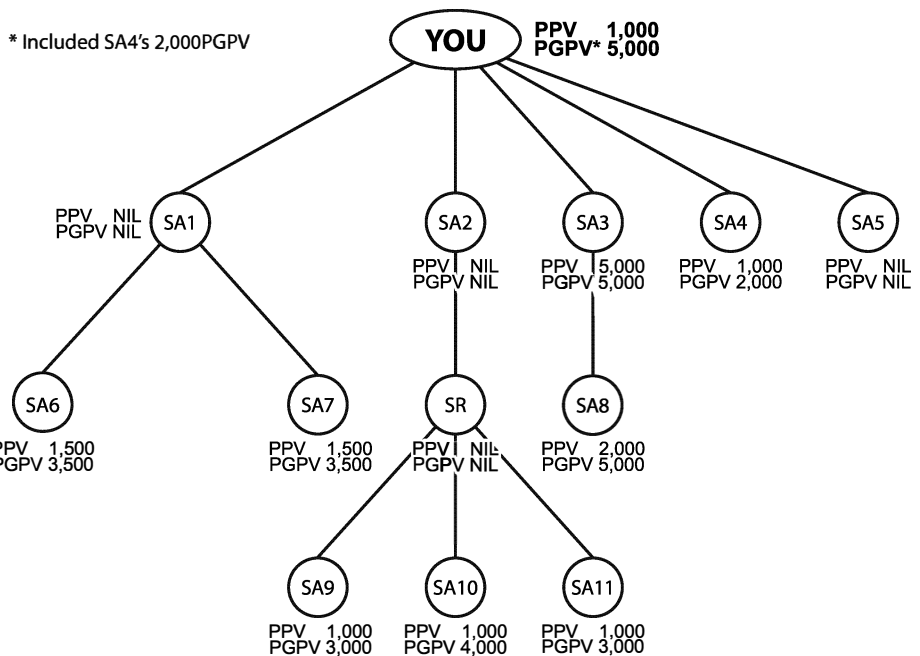 * Included SA4's 2,000PGPV
YOU
PPV 1,000
PGPV* 5,000
PPV NIL
PGPV NIL
SA1
SA2
PPV NIL
PGPV NIL
SA3
PPV 5,000
PGPV 5,000
SA4
PPV 1,000
PGPV 2,000
SA5
PPV NIL
PGPV NIL
SA6
PPV 1,500
PGPV 3,500
SA7
PPV 1,500
PGPV 3,500
SR
PPV NIL
PGPV NIL
SA8
PPV 2,000
PGPV 5,000
SA9
PPV 1,000
PGPV 3,000
SA10
PPV 1,000
PGPV 4,000
SA11
PPV 1,000
PGPV 3,000